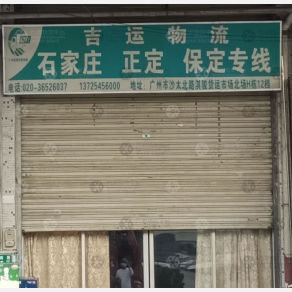 吉运物流
石家庄 正定 保定专线
电话:020-36526037 13725456000 地址:广州市沙太北路淇骏货运市场北场H栋12档